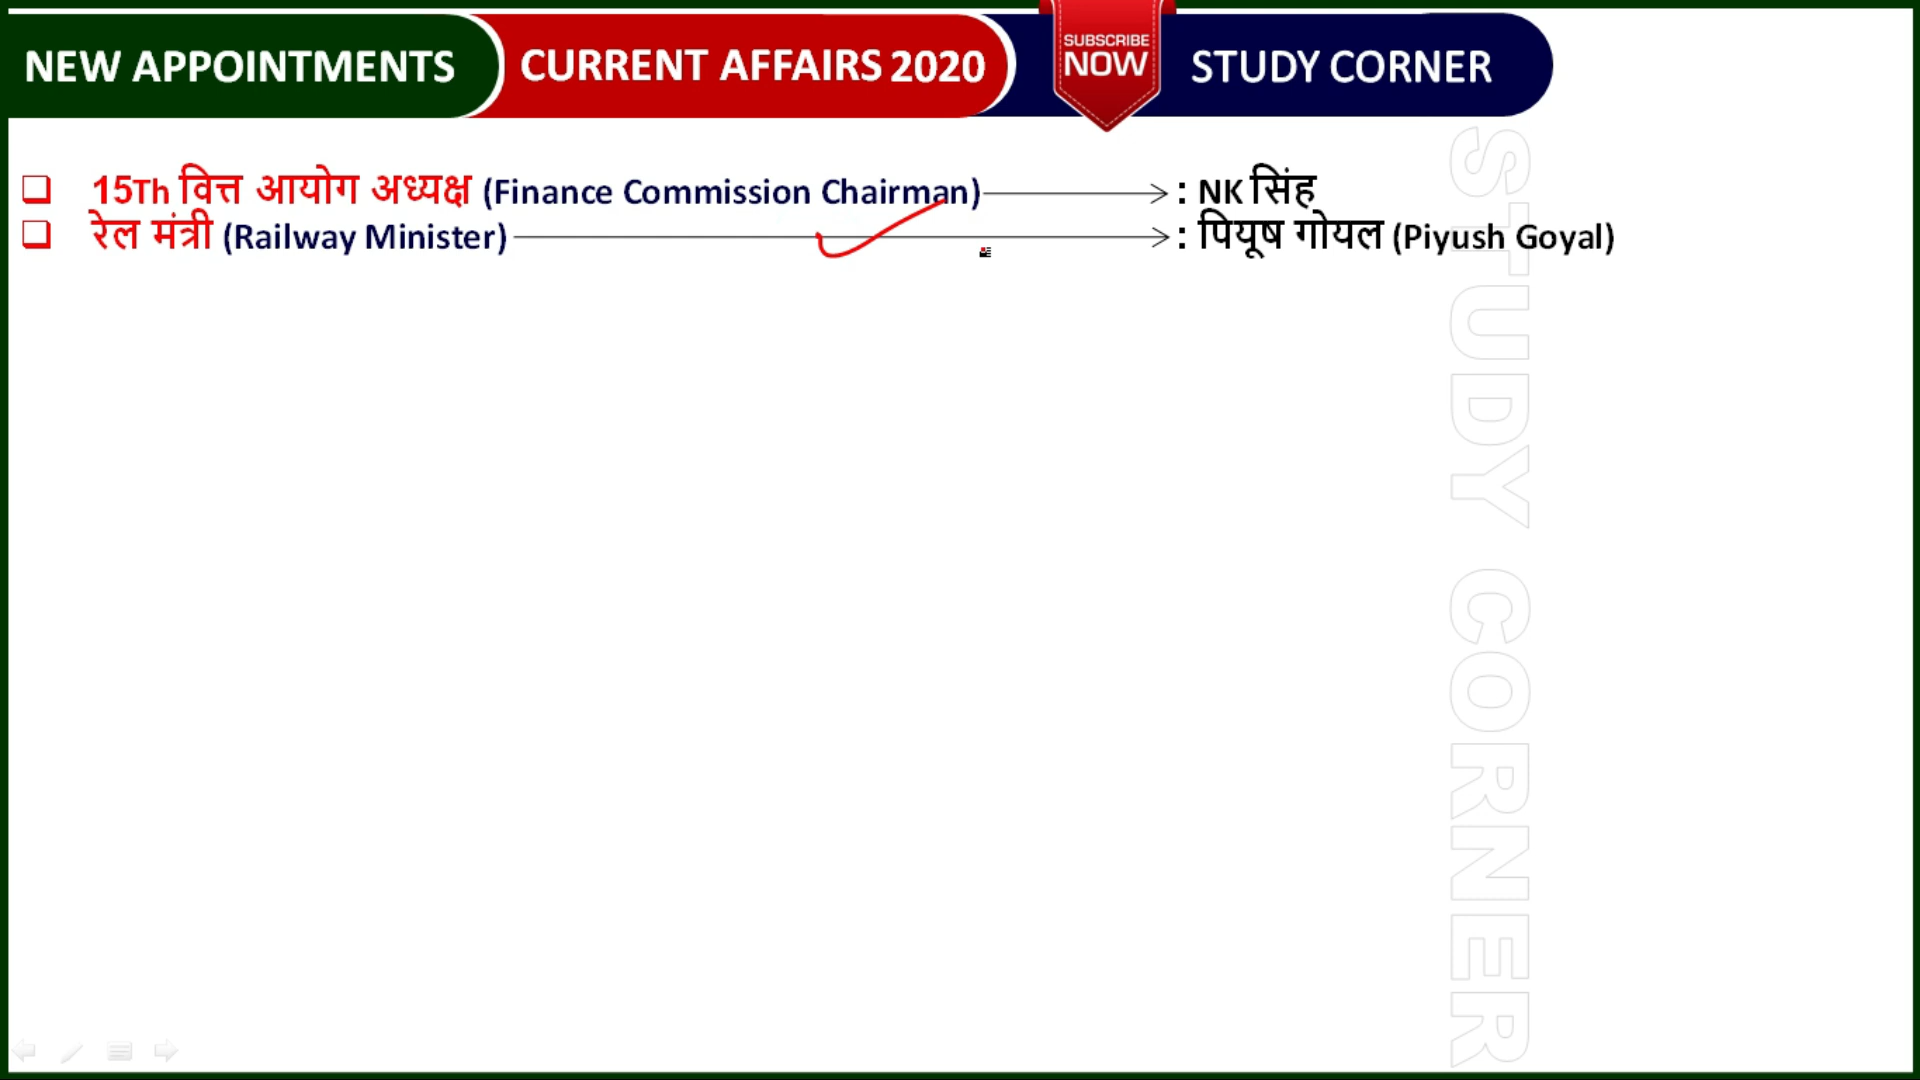 NEW APPOINTMENTS CURRENT AFFAIRS 2020 SUBSCRIBE NOW STUDY CORNER
15Th वित्त आयोग अध्यक्ष (Finance Commission Chairman) : NK सिंह
रेल मंत्री (Railway Minister) : पियूष गोयल (Piyush Goyal)
STUDY CORNER